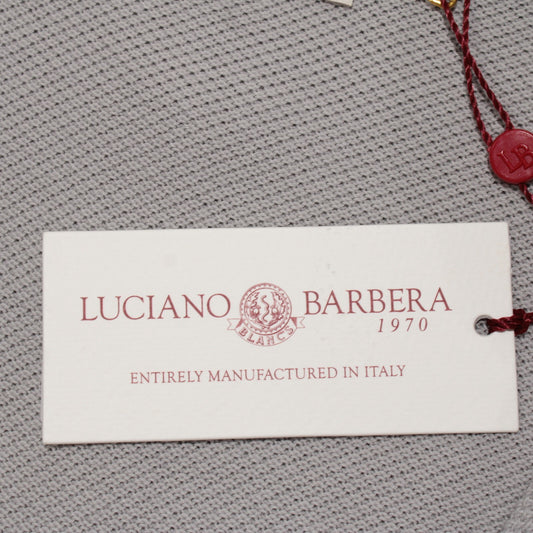 LB
LUCIANO BARBERA
1970
BLANCS
ENTIRELY MANUFACTURED IN ITALY